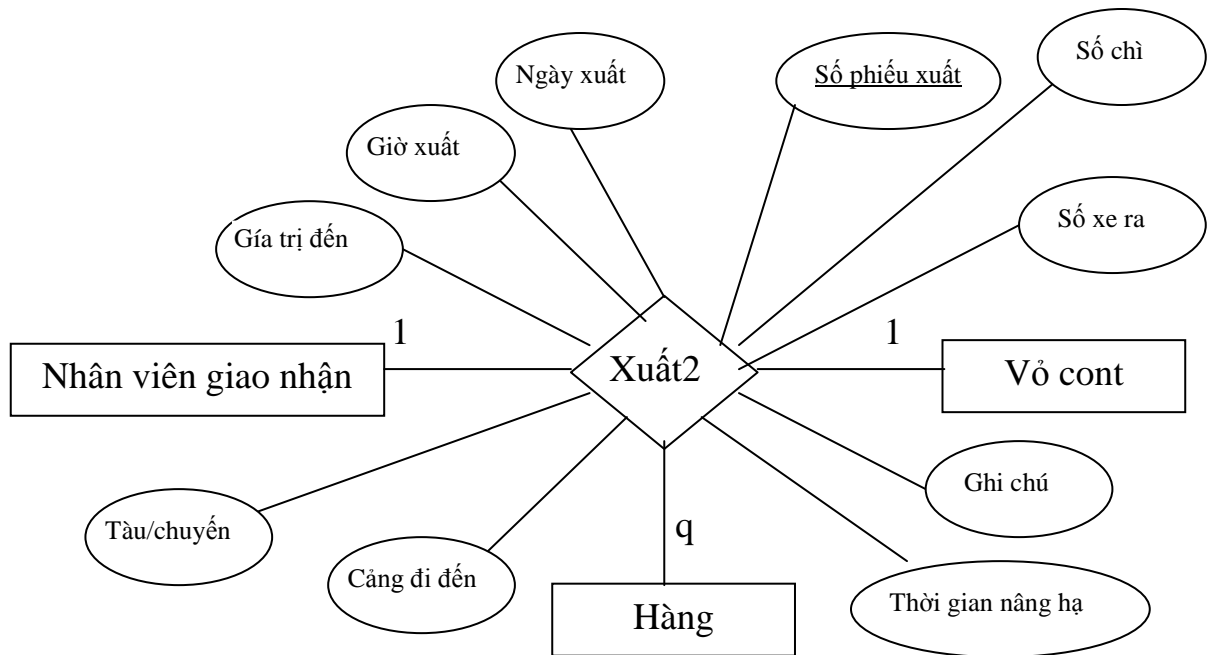 Số chì
Ngày xuất
Số phiếu xuất
Giờ xuất
Số xe ra
Gía trị đến
1
1
Nhân viên giao nhận
Xuất2
Vỏ cont
Ghi chú
Tàu/chuyến
q
Cảng đi đến
Thời gian nâng hạ
Hàng